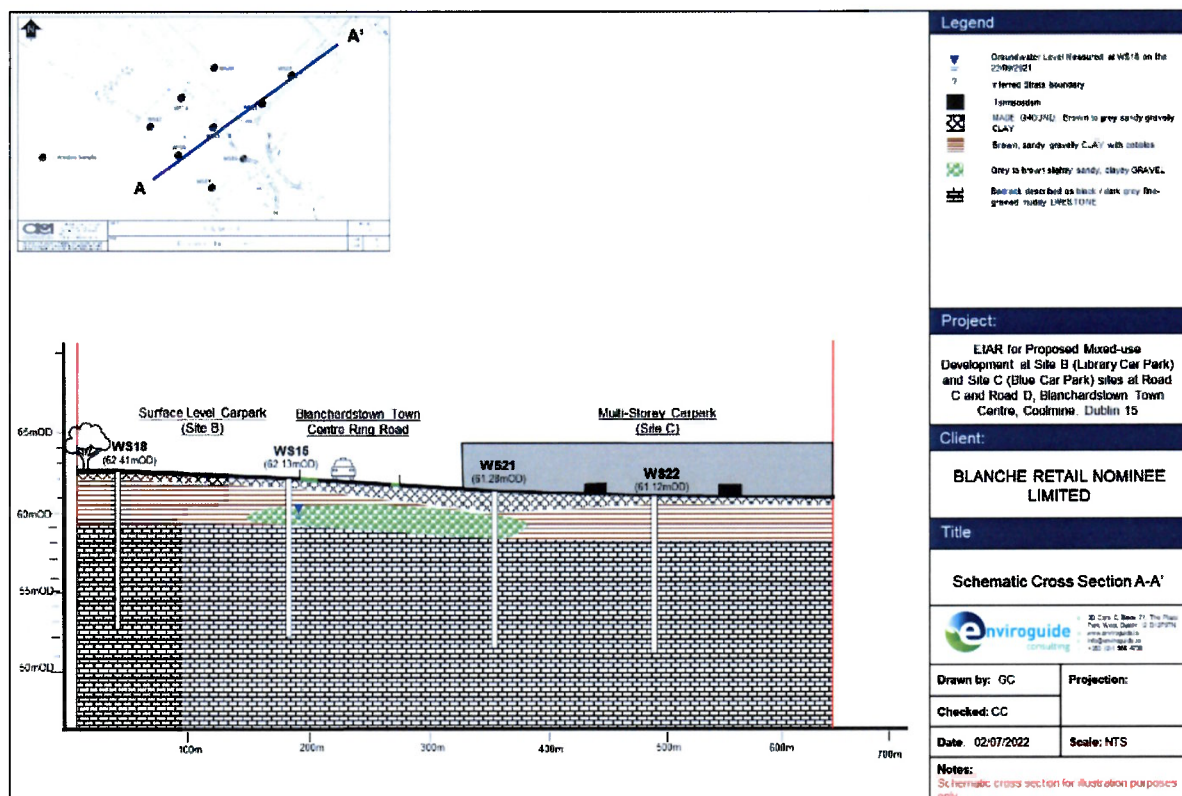 N
A'
A
Legend
Groundwater Level Measured at WS18 on the
22/09/2021
?
Inferred Strata boundary
MADE GROUND: Brown to grey sandy gravelly
CLAY
Brown, sandy gravelly CLAY with cobbles
Grey to brown slightly sandy, clayey GRAVEL
Bedrock described as black / dark grey fine-
grained muddy LIMESTONE
Project:
EIAR for Proposed Mixed-use
Development at Site B (Library Car Park)
and Site C (Blue Car Park) sites at Road
C and Road D, Blanchardstown Town
Centre, Coolmine, Dublin 15
Client:
BLANCHE RETAIL NOMINEE
LIMITED
Title
Schematic Cross Section A-A'
enviroguide
consulting
Drawn by: GC
Projection:
Checked: CC
Date: 02/07/2022
Scale: NTS
Notes:
Schematic cross section for illustration purposes
only
Surface Level Carpark
(Site B)
Blanchardstown Town
Centre Ring Road
Multi-Storey Carpark
(Site C)
WS18
(62.41mOD)
WS15
(62.13mOD)
WS21
(61.28mOD)
WS22
(61.12mOD)
65mOD
60mOD
55mOD
50mOD
100m
200m
300m
400m
500m
600m
700m